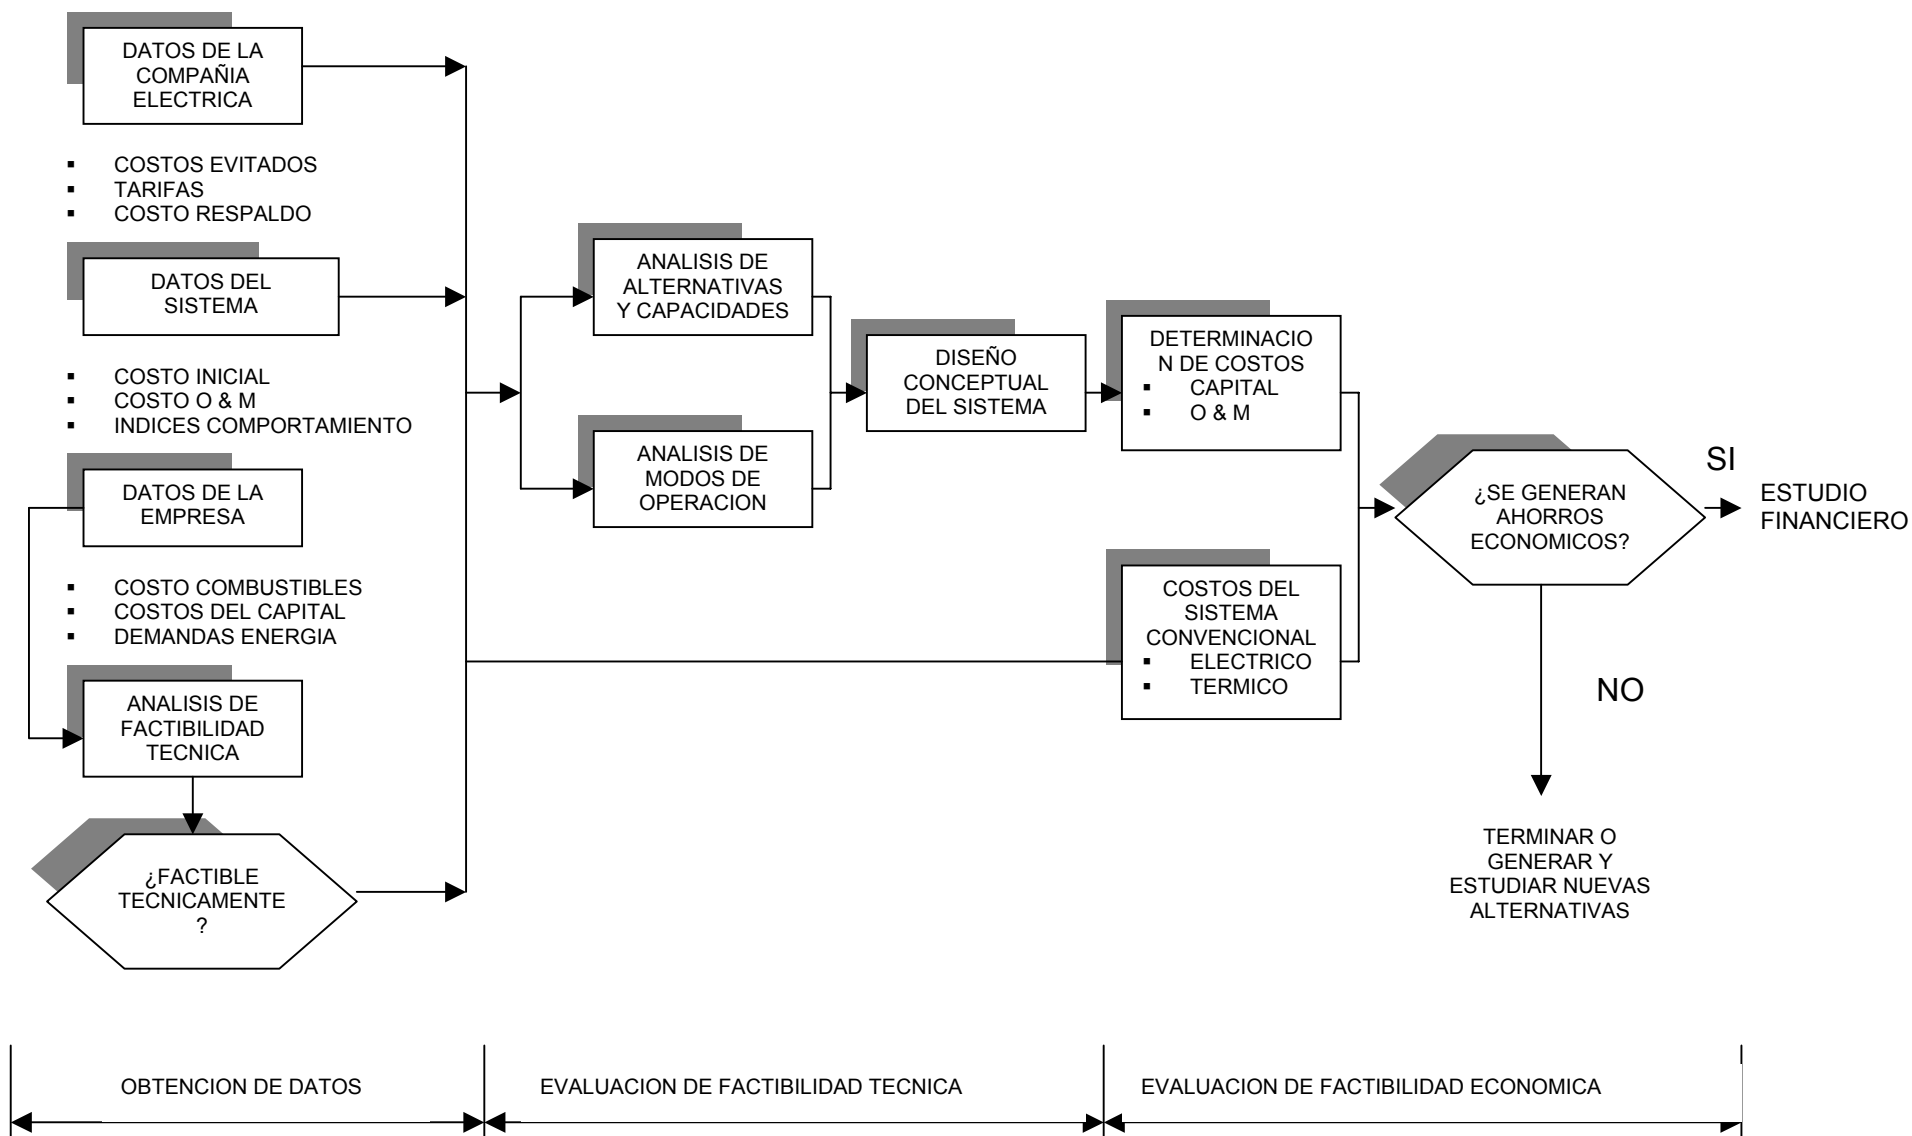 DATOS DE LA
COMPAÑIA
ELECTRICA
▪ COSTOS EVITADOS
▪ TARIFAS
▪ COSTO RESPALDO
DATOS DEL
SISTEMA
▪ COSTO INICIAL
▪ COSTO O & M
▪ INDICES COMPORTAMIENTO
DATOS DE LA
EMPRESA
▪ COSTO COMBUSTIBLES
▪ COSTOS DEL CAPITAL
▪ DEMANDAS ENERGIA
ANALISIS DE
FACTIBILIDAD
TECNICA
¿FACTIBLE
TECNICAMENTE
?
ANALISIS DE
ALTERNATIVAS
Y CAPACIDADES
ANALISIS DE
MODOS DE
OPERACION
DISEÑO
CONCEPTUAL
DEL SISTEMA
DETERMINACIO
N DE COSTOS
▪ CAPITAL
▪ O & M
COSTOS DEL
SISTEMA
CONVENCIONAL
▪ ELECTRICO
▪ TERMICO
¿SE GENERAN
AHORROS
ECONOMICOS?
SI
ESTUDIO
FINANCIERO
NO
TERMINAR O
GENERAR Y
ESTUDIAR NUEVAS
ALTERNATIVAS
OBTENCION DE DATOS
EVALUACION DE FACTIBILIDAD TECNICA
EVALUACION DE FACTIBILIDAD ECONOMICA